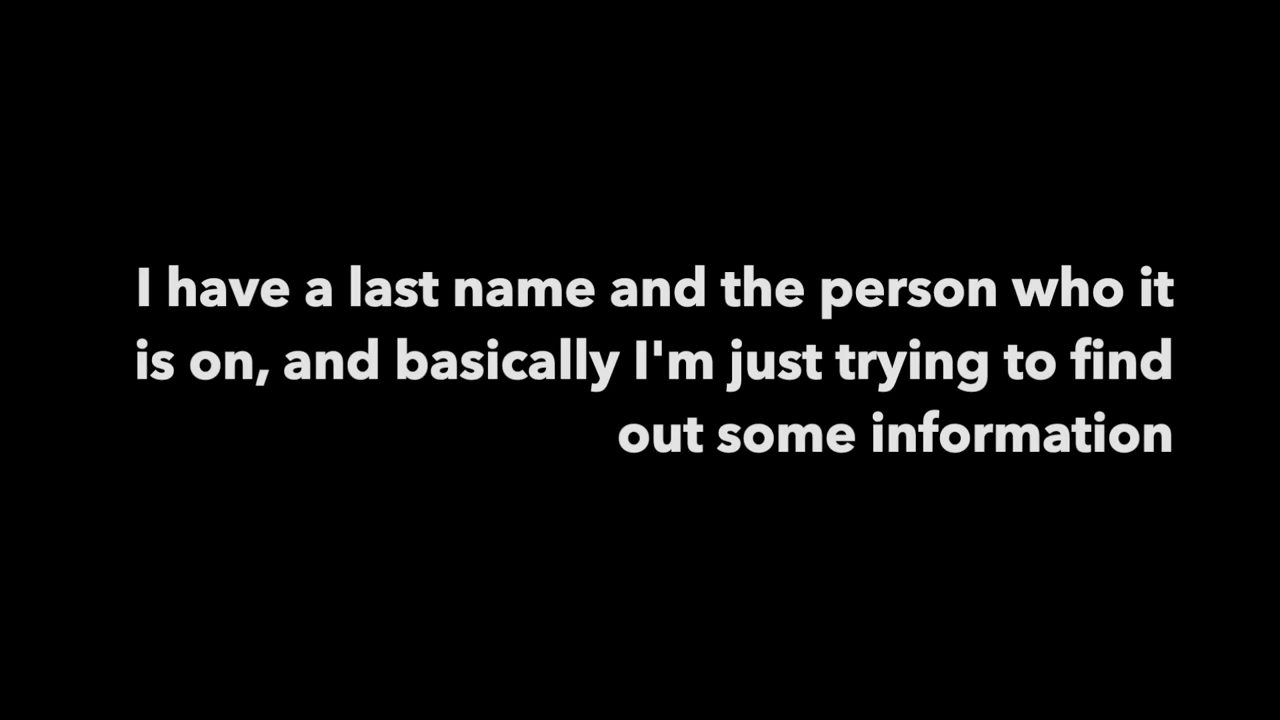 I have a last name and the person who it
is on, and basically I'm just trying to find
out some information